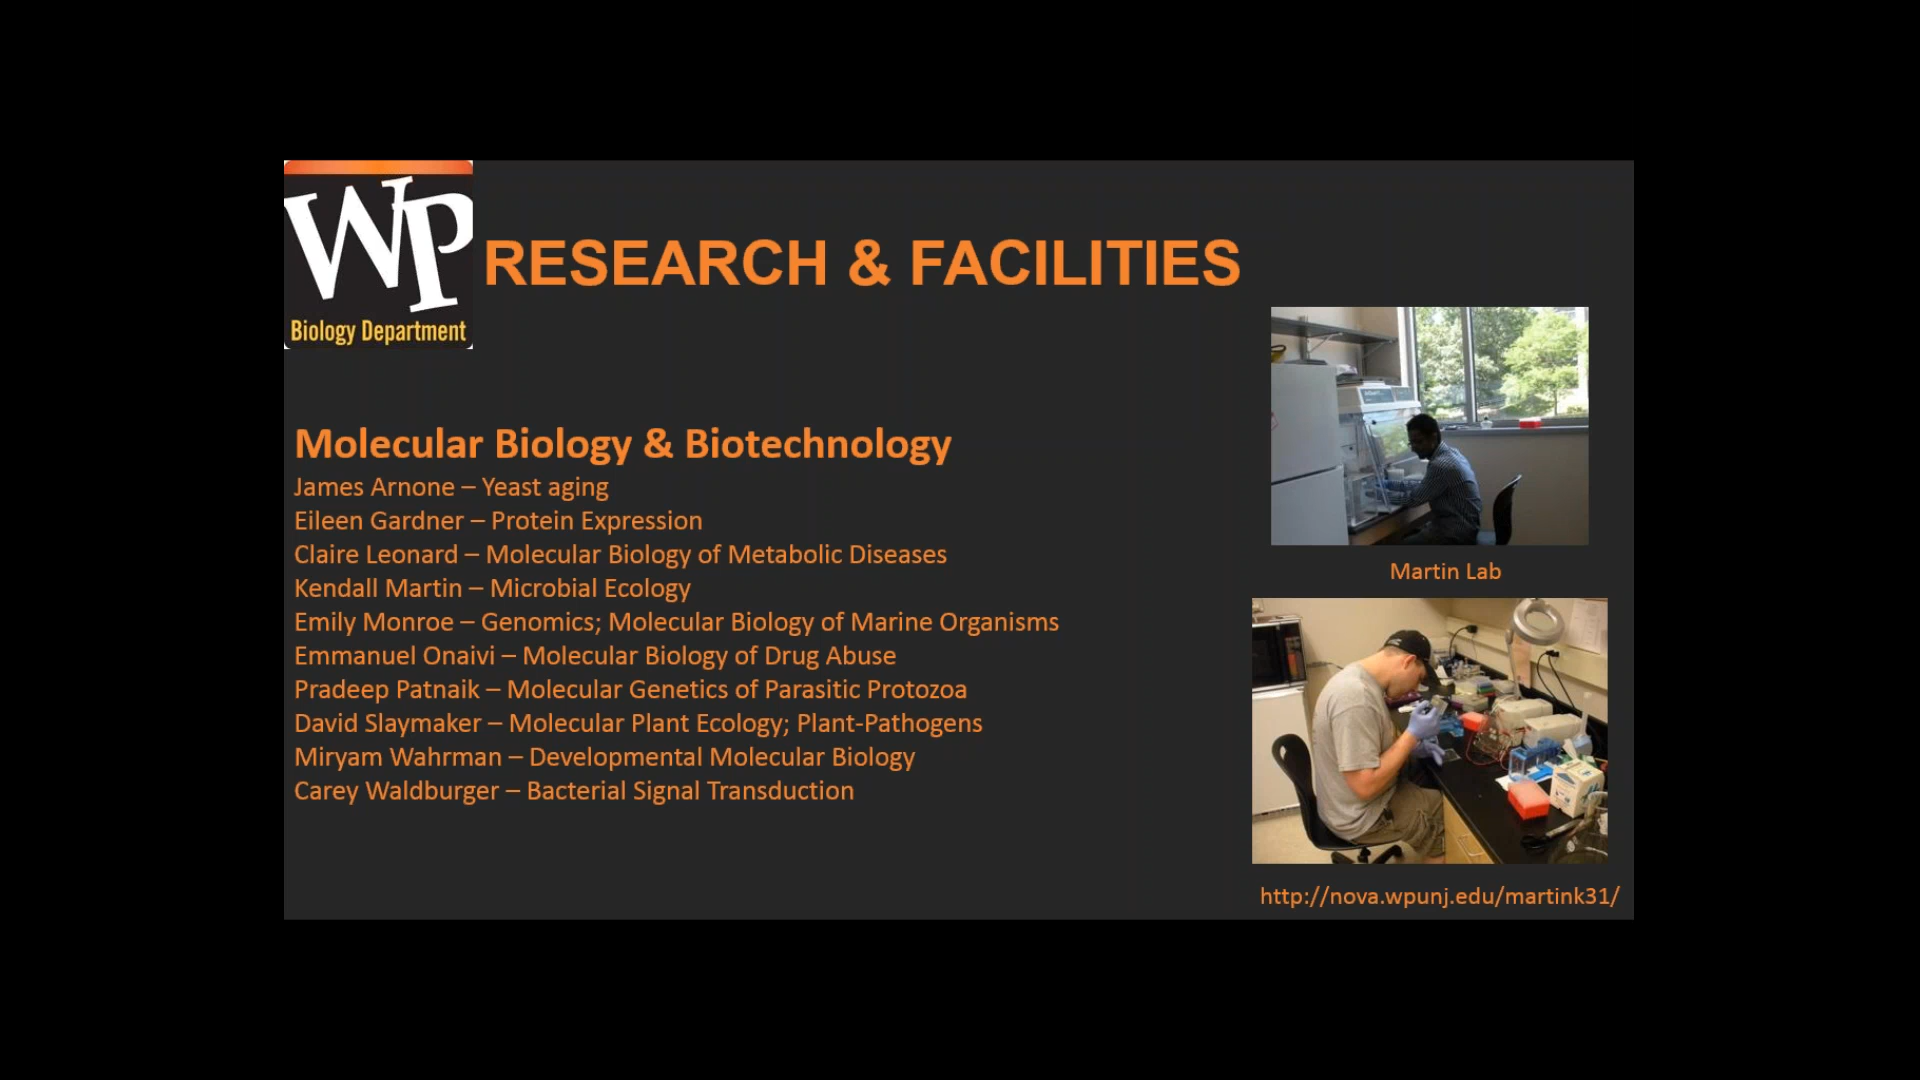 WP
Biology Department
RESEARCH & FACILITIES
Molecular Biology & Biotechnology
James Arnone – Yeast aging
Eileen Gardner – Protein Expression
Claire Leonard – Molecular Biology of Metabolic Diseases
Kendall Martin – Microbial Ecology
Emily Monroe – Genomics; Molecular Biology of Marine Organisms
Emmanuel Onaivi – Molecular Biology of Drug Abuse
Pradeep Patnaik – Molecular Genetics of Parasitic Protozoa
David Slaymaker – Molecular Plant Ecology; Plant-Pathogens
Miryam Wahrman – Developmental Molecular Biology
Carey Waldburger – Bacterial Signal Transduction
Martin Lab
http://nova.wpunj.edu/martink31/